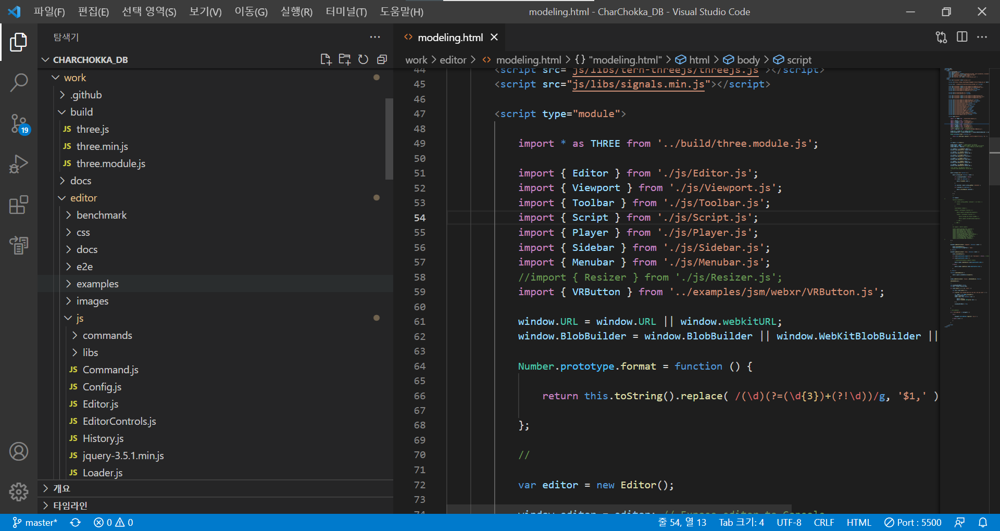 파일(F) 편집(E) 선택 영역(S) 보기(V) 이동(G) 실행(R) 터미널(T) 도움말(H) modeling.html - CharChokka_DB - Visual Studio Code
탐색기
modeling.html
CHARCHOKKA_DB
work
.github
build
JS three.js
JS three.min.js
JS three.module.js
docs
editor
benchmark
css
docs
e2e
examples
images
js
commands
libs
JS Command.js
JS Config.js
JS Editor.js
JS EditorControls.js
JS History.js
JS jquery-3.5.1.min.js
JS Loader.js
개요
타임라인
19
work > editor > <> modeling.html > {} "modeling.html" > html > body > script
44 <script src="js/libs/tern-threejs/threejs.js"></script>
45 <script src="js/libs/signals.min.js"></script>
46
47 <script type="module">
48
49 import * as THREE from '../build/three.module.js';
50
51 import { Editor } from './js/Editor.js';
52 import { Viewport } from './js/Viewport.js';
53 import { Toolbar } from './js/Toolbar.js';
54 import { Script } from './js/Script.js';
55 import { Player } from './js/Player.js';
56 import { Sidebar } from './js/Sidebar.js';
57 import { Menubar } from './js/Menubar.js';
58 //import { Resizer } from './js/Resizer.js';
59 import { VRButton } from '../examples/jsm/webxr/VRButton.js';
60
61 window.URL = window.URL || window.webkitURL;
62 window.BlobBuilder = window.BlobBuilder || window.WebKitBlobBuilder ||
63
64 Number.prototype.format = function () {
65
66 return this.toString().replace( /(\d)(?=(\d{3})+(?!\d))/g, '$1,' )
67
68 };
69
70 //
71
72 var editor = new Editor();
73
74 window.editor = editor; // Expose editor to Console
master* 0 0 줄 54, 열 13 Tab 크기: 4 UTF-8 CRLF HTML Port : 5500